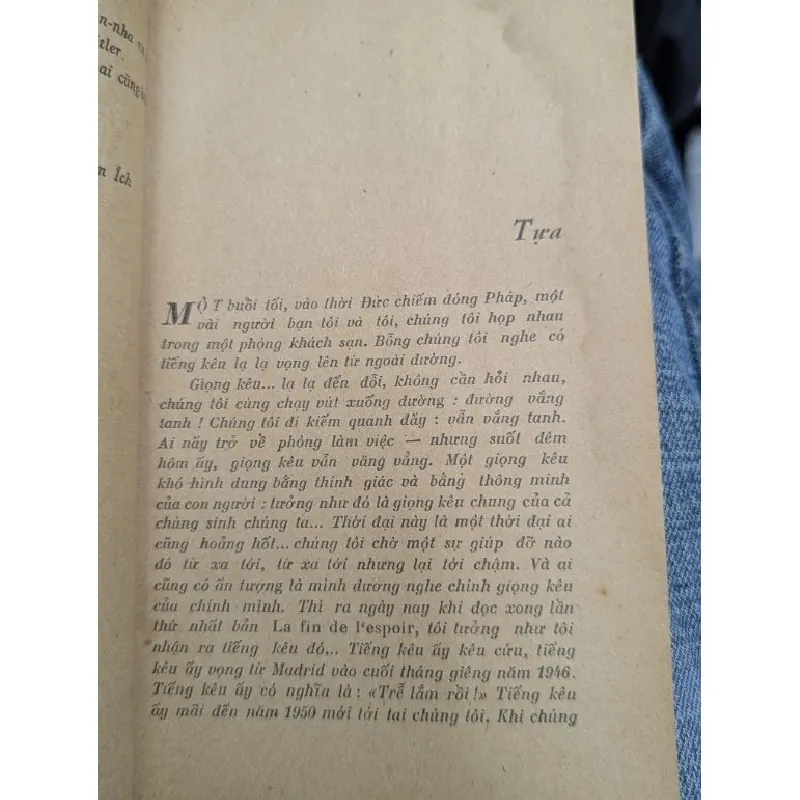 n-nha ra
tler.
ai cũng
m Ích
Tựa
MỘT buổi tối, vào thời Đức chiếm đóng Pháp, một
vài người bạn tôi và tôi, chúng tôi họp nhau
trong một phòng khách sạn. Bỗng chúng tôi nghe có
tiếng kêu lạ lạ vọng lên từ ngoài đường.
Giọng kêu... lạ lạ đến đỗi, không cần hỏi nhau,
chúng tôi cùng chạy vút xuống đường : đường vắng
tanh ! Chúng tôi đi kiếm quanh đấy : vẫn vắng tanh.
Ai nấy trở về phòng làm việc — nhưng suốt đêm
hôm ấy, giọng kêu vẫn văng vẳng. Một giọng kêu
khó hình dung bằng thính giác và bằng thông minh
của con người : tưởng như đó là giọng kêu chung của cả
chúng sinh chúng ta... Thời đại này là một thời đại ai
cũng hoảng hốt... chúng tôi chờ một sự giúp đỡ nào
đó từ xa tới, từ xa tới nhưng lại tới chậm. Và ai
cũng có ấn tượng là mình đương nghe chính giọng kêu
của chính mình. Thì ra ngày nay khi đọc xong lần
thứ nhất bản La fin de l'espoir, tôi tưởng như tôi
nhận ra tiếng kêu đó... Tiếng kêu ấy kêu cứu, tiếng
kêu ấy vọng từ Madrid vào cuối tháng giêng năm 1946.
Tiếng kêu ấy có nghĩa là : «Trễ lắm rồi!» Tiếng kêu
ấy mãi đến năm 1950 mới tới tai chúng tôi. Khi chúng